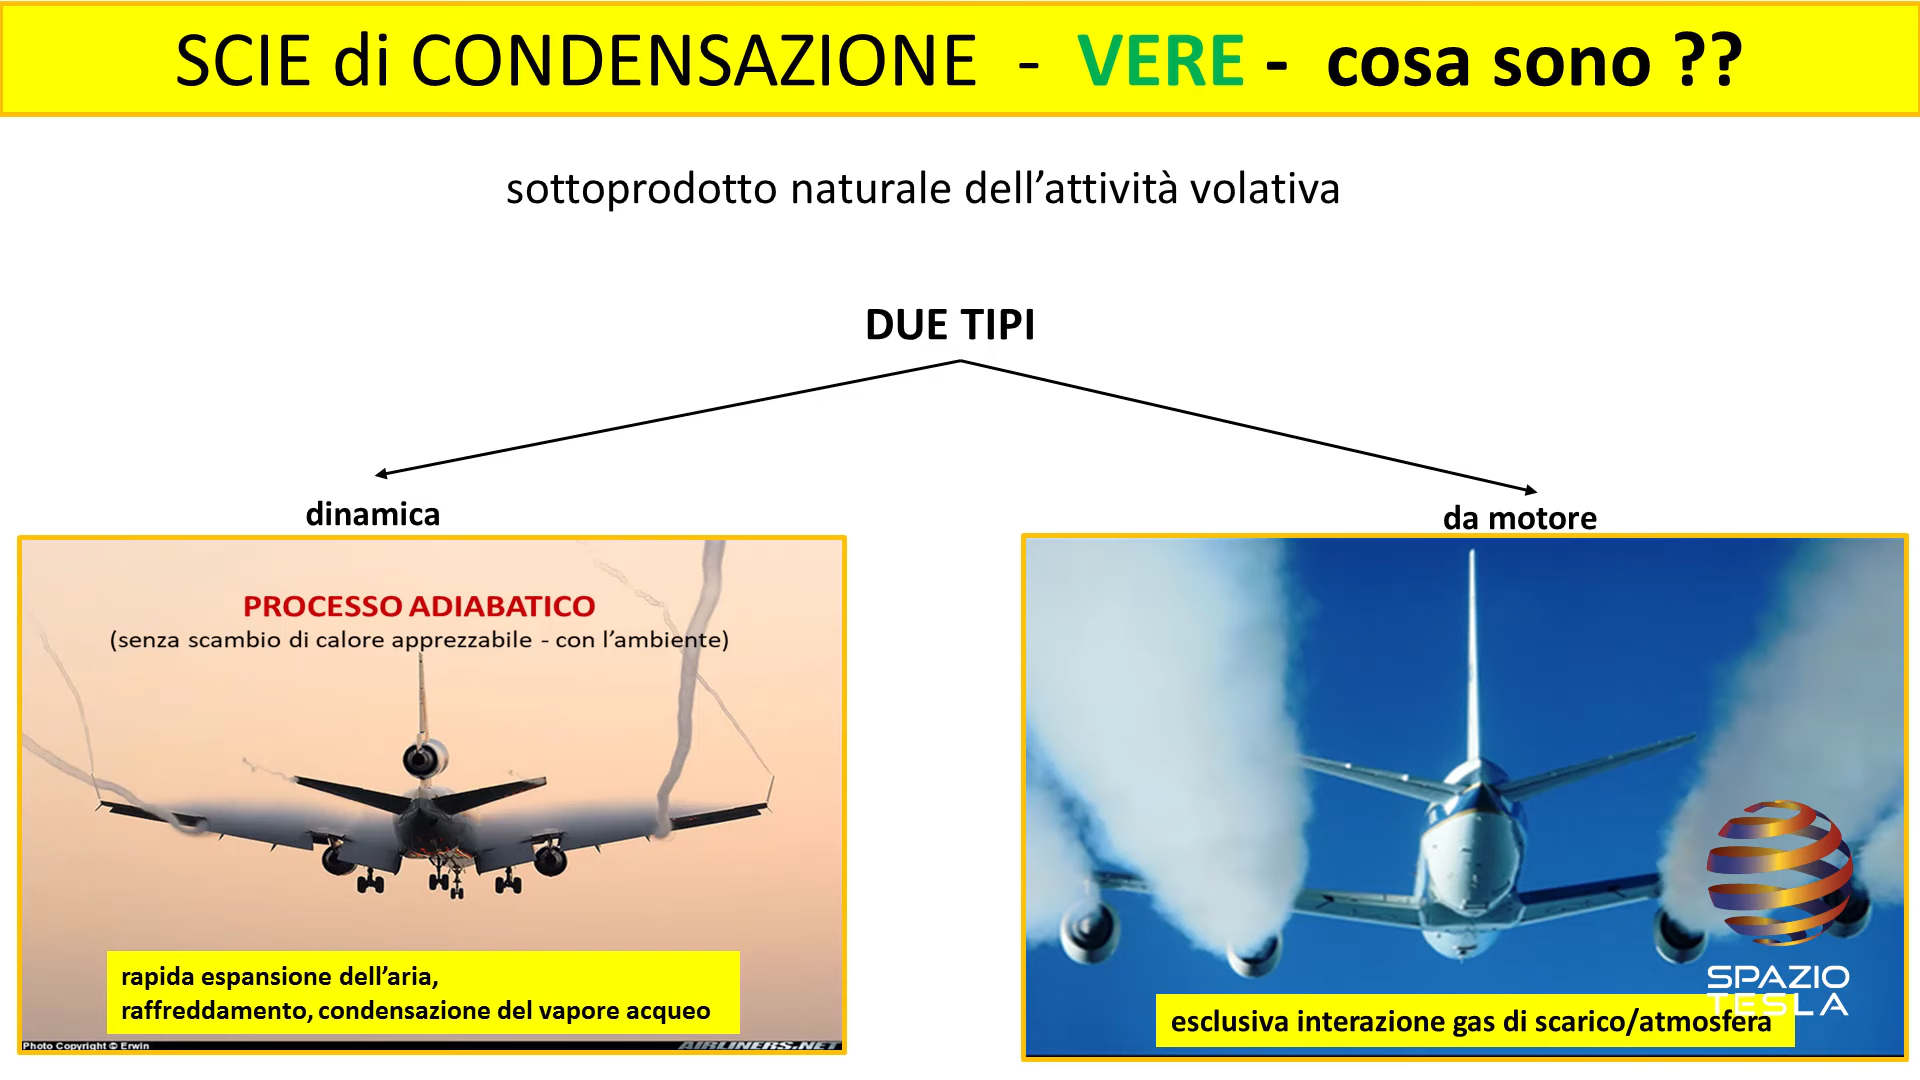 SCIE di CONDENSAZIONE - VERE - cosa sono ??
sottoprodotto naturale dell’attività volativa
DUE TIPI
dinamica
da motore
PROCESSO ADIABATICO
(senza scambio di calore apprezzabile - con l’ambiente)
rapida espansione dell’aria,
raffreddamento, condensazione del vapore acqueo
Photo Copyright © Erwin
AIRLINERS.NET
SPAZIO
TESLA
esclusiva interazione gas di scarico/atmosfera